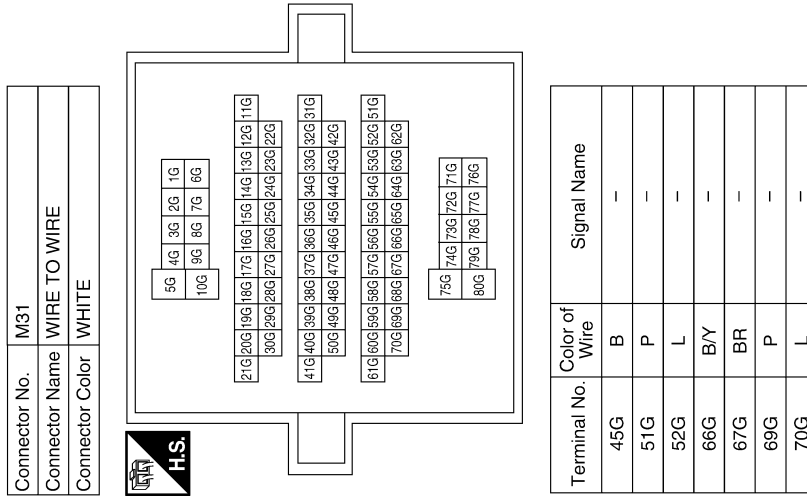 Connector No. M31
Connector Name WIRE TO WIRE
Connector Color WHITE
H.S.
5G 4G 3G 2G 1G
10G 9G 8G 7G 6G
21G 20G 19G 18G 17G 16G 15G 14G 13G 12G 11G
30G 29G 28G 27G 26G 25G 24G 23G 22G
41G 40G 39G 38G 37G 36G 35G 34G 33G 32G 31G
50G 49G 48G 47G 46G 45G 44G 43G 42G
61G 60G 59G 58G 57G 56G 55G 54G 53G 52G 51G
70G 69G 68G 67G 66G 65G 64G 63G 62G
75G 74G 73G 72G 71G
80G 79G 78G 77G 76G
Terminal No. Color of Wire Signal Name
45G B –
51G P –
52G L –
66G B/Y –
67G BR –
69G P –
70G L –